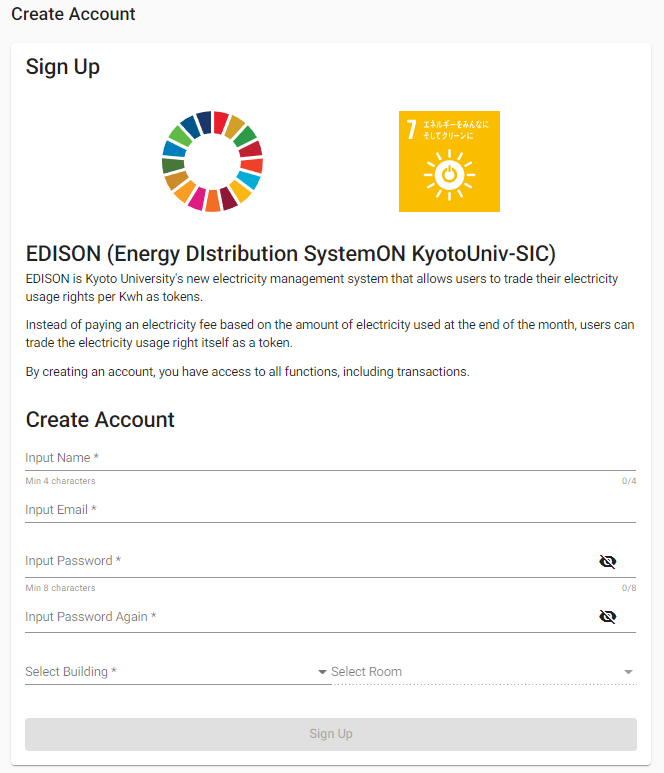 Create Account
Sign Up
7 エネルギーをみんなに
そしてクリーンに
EDISON (Energy DIstribution SystemON KyotoUniv-SIC)
EDISON is Kyoto University's new electricity management system that allows users to trade their electricity
usage rights per Kwh as tokens.
Instead of paying an electricity fee based on the amount of electricity used at the end of the month, users can
trade the electricity usage right itself as a token.
By creating an account, you have access to all functions, including transactions.
Create Account
Input Name *
Min 4 characters 0/4
Input Email *
Input Password *
Min 8 characters 0/8
Input Password Again *
Select Building * Select Room
Sign Up